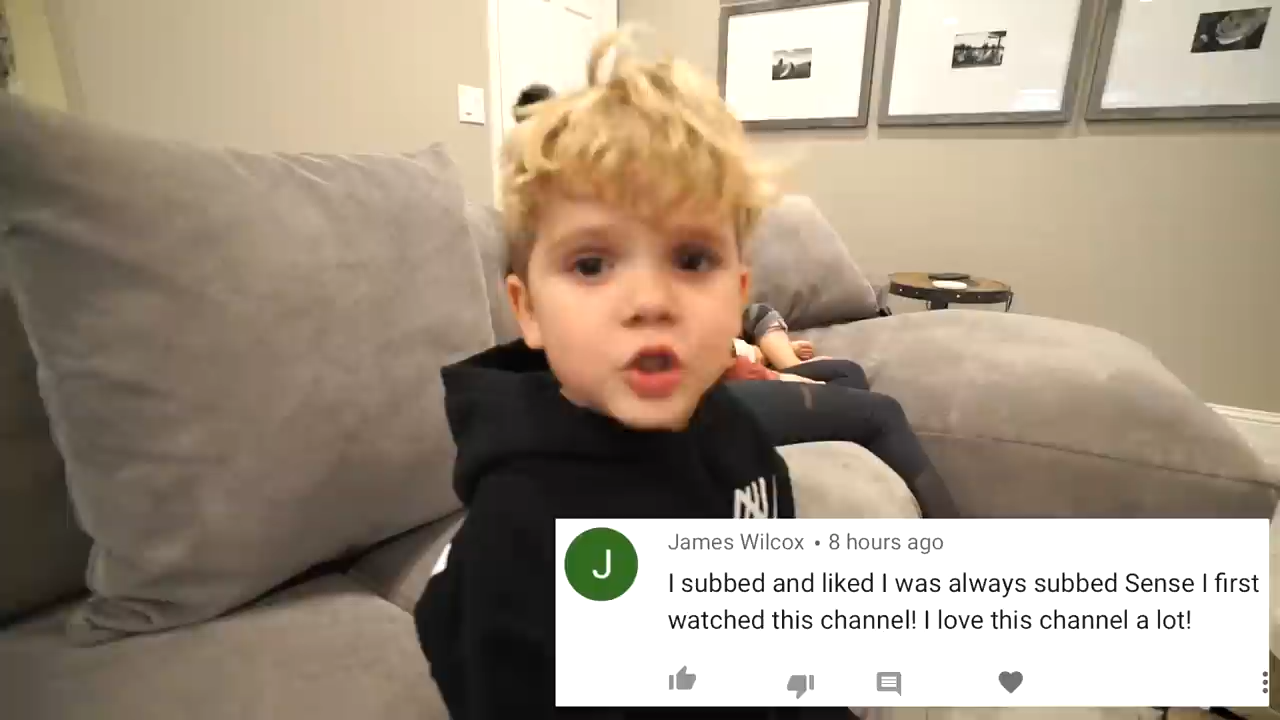 J
James Wilcox • 8 hours ago
I subbed and liked I was always subbed Sense I first
watched this channel! I love this channel a lot!